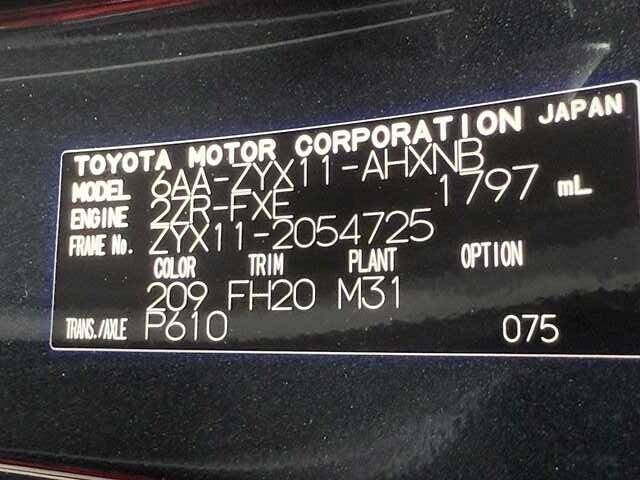 TOYOTA MOTOR CORPORATION JAPAN
MODEL 6AA-ZYX11-AHXNB
ENGINE 2ZR-FXE 1797 mL
FRAME No. ZYX11-2054725
COLOR TRIM PLANT OPTION
209 FH20 M31
TRANS./AXLE P610 075